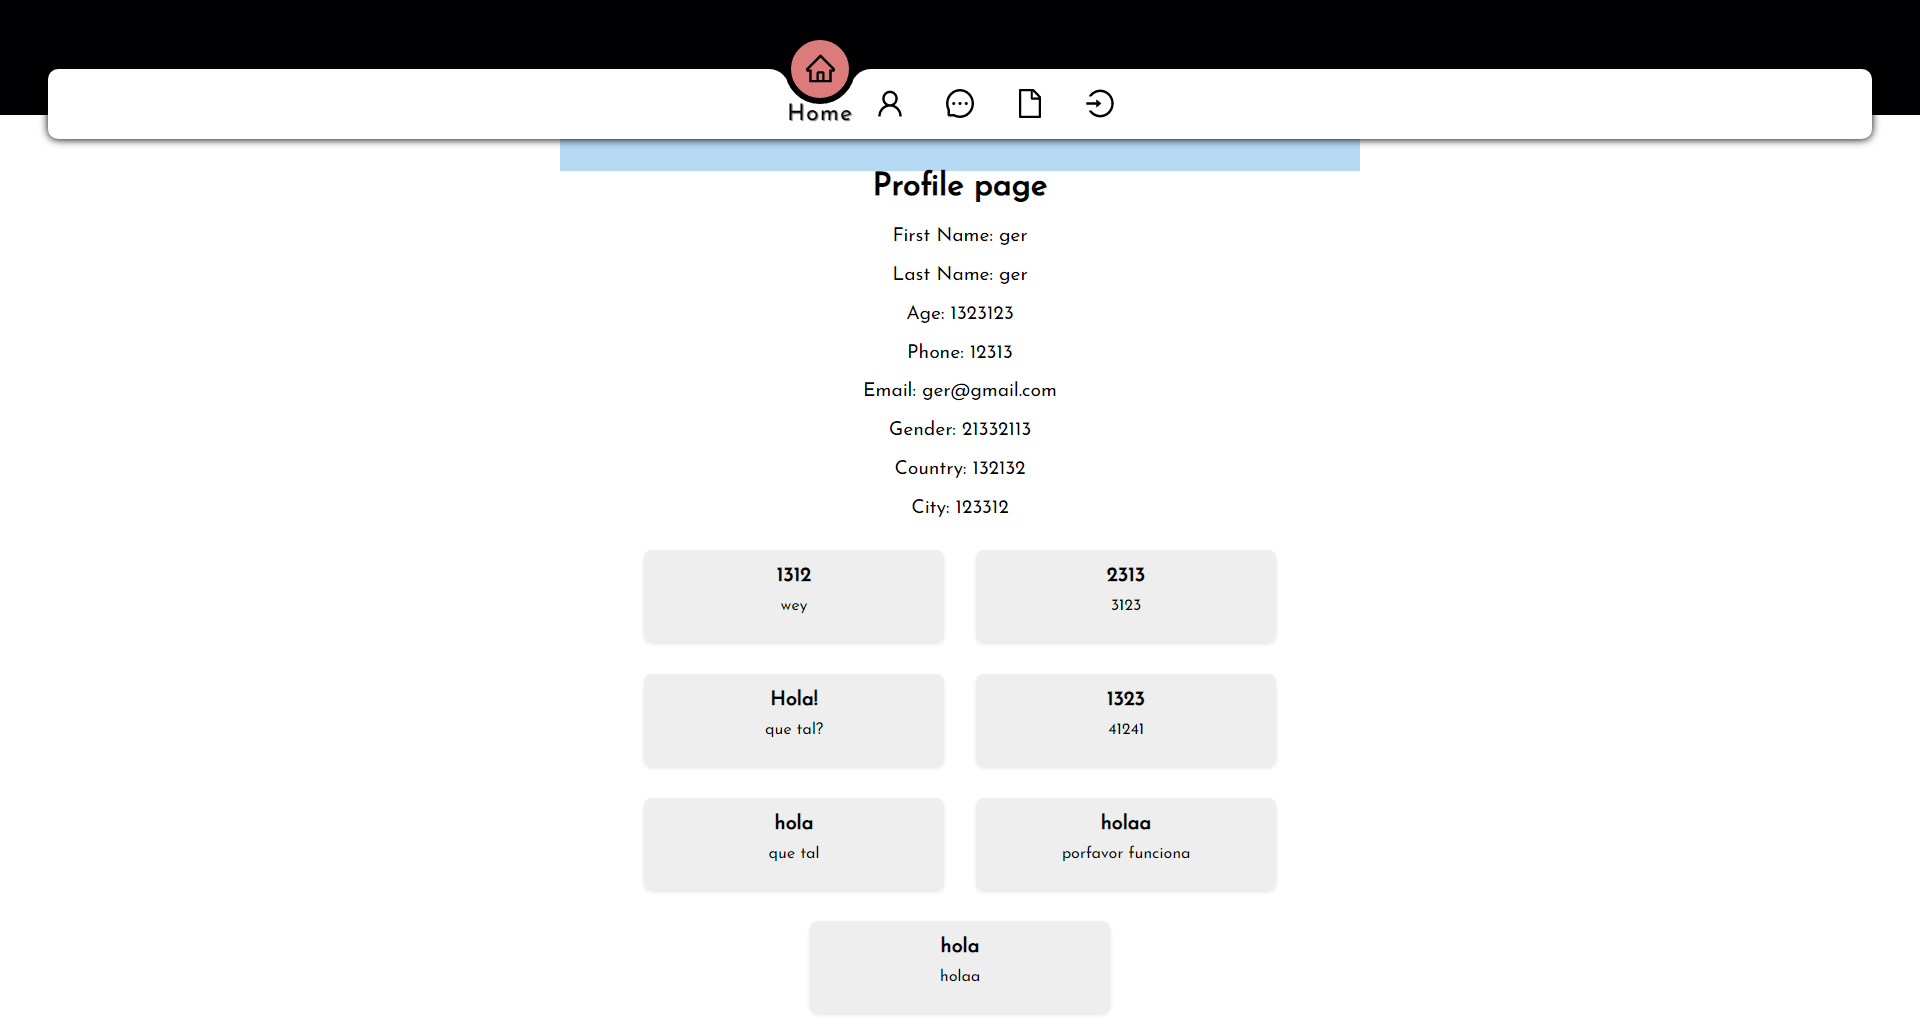 Home
Profile page
First Name: ger
Last Name: ger
Age: 1323123
Phone: 12313
Email: ger@gmail.com
Gender: 21332113
Country: 132132
City: 123312
1312
wey
2313
3123
Hola!
que tal?
1323
41241
hola
que tal
holaa
porfavor funciona
hola
holaa